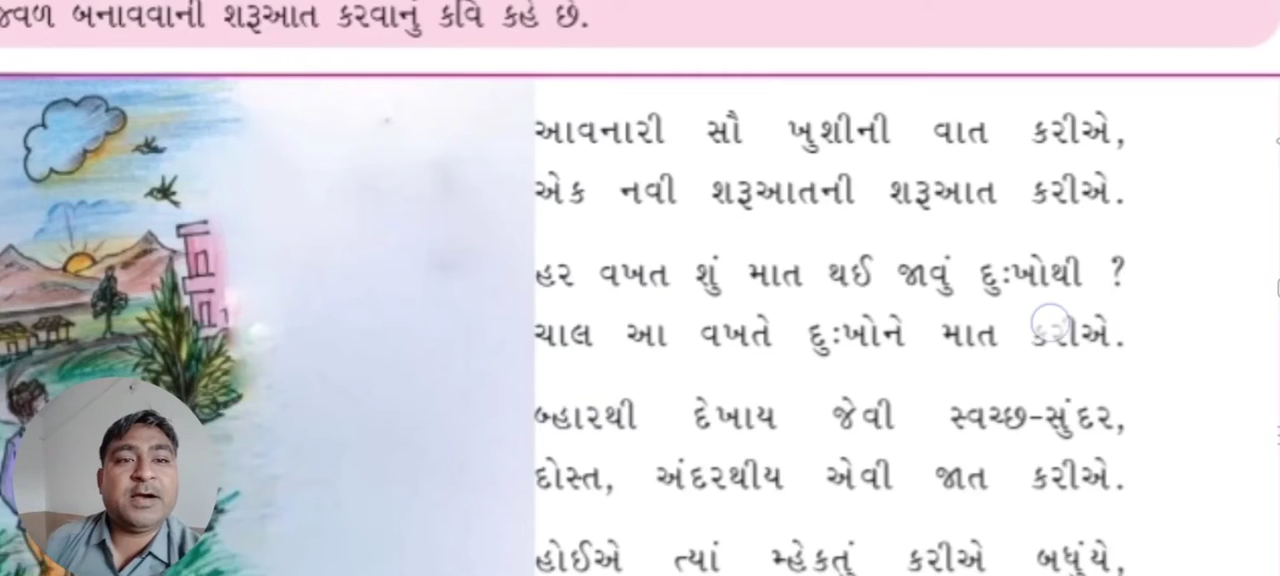 બનાવવાની શરૂઆત કરવાનું કવિ કહે છે.
આવનારી સૌ ખુશીની વાત કરીએ,
એક નવી શરૂઆતની શરૂઆત કરીએ.
હર વખત શું માત થઈ જાવું દુઃખોથી ?
ચાલ આ વખતે દુઃખોને માત કરીએ.
બ્હારથી દેખાય જેવી સ્વચ્છ-સુંદર,
દોસ્ત, અંદરથીય એવી જાત કરીએ.
હોઈએ ત્યાં મ્હેકતું કરીએ બધુંયે,